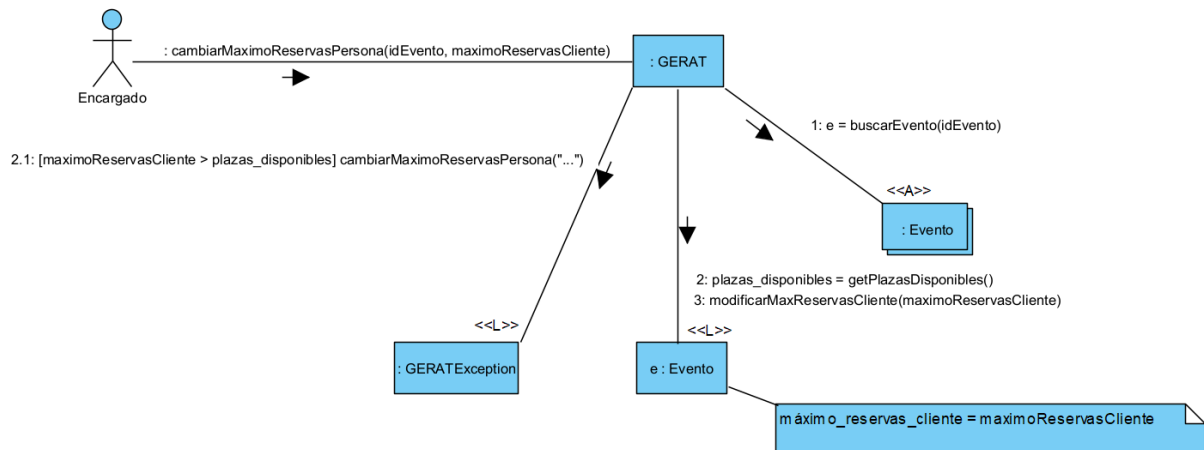 : cambiarMaximoReservasPersona(idEvento, maximoReservasCliente)
: GERAT
Encargado
1: e = buscarEvento(idEvento)
2.1: [maximoReservasCliente > plazas_disponibles] cambiarMaximoReservasPersona("...")
<<A>>
: Evento
2: plazas_disponibles = getPlazasDisponibles()
3: modificarMaxReservasCliente(maximoReservasCliente)
<<L>>
<<L>>
: GERATException
e : Evento
máximo_reservas_cliente = maximoReservasCliente